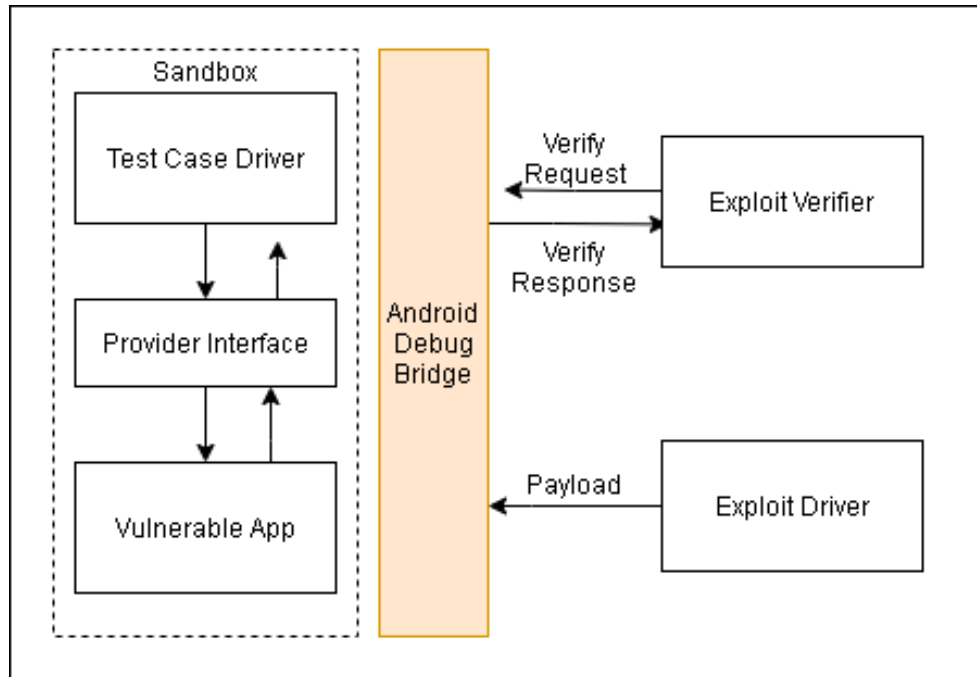 Sandbox
Test Case Driver
Provider Interface
Vulnerable App
Android
Debug
Bridge
Verify
Request
Verify
Response
Exploit Verifier
Payload
Exploit Driver